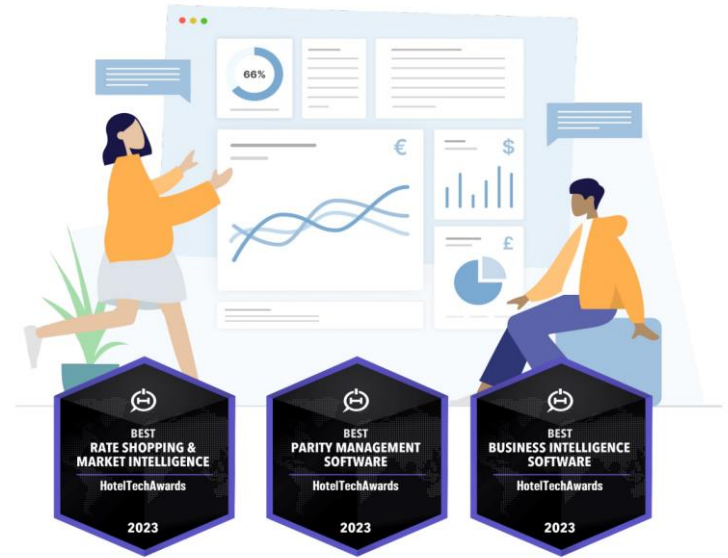 66%
€
$
£
BEST
RATE SHOPPING &
MARKET INTELLIGENCE
HotelTechAwards
2023
BEST
PARITY MANAGEMENT
SOFTWARE
HotelTechAwards
2023
BEST
BUSINESS INTELLIGENCE
SOFTWARE
HotelTechAwards
2023